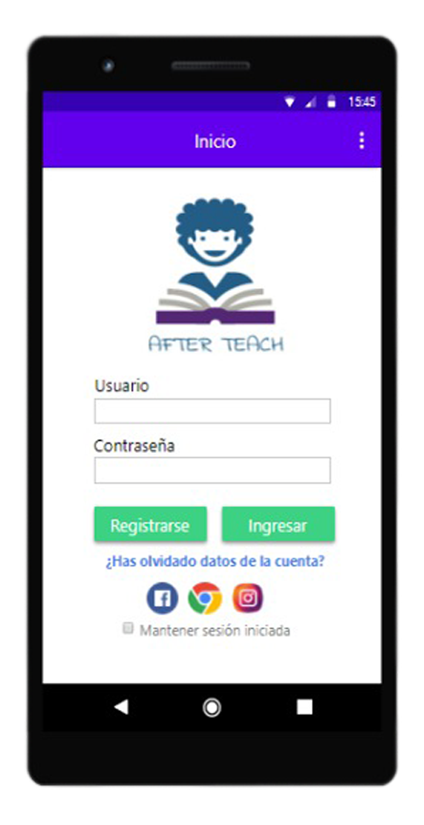 15:45
Inicio
AFTER TEACH
Usuario
Contraseña
Registrarse Ingresar
¿Has olvidado datos de la cuenta?
Mantener sesión iniciada